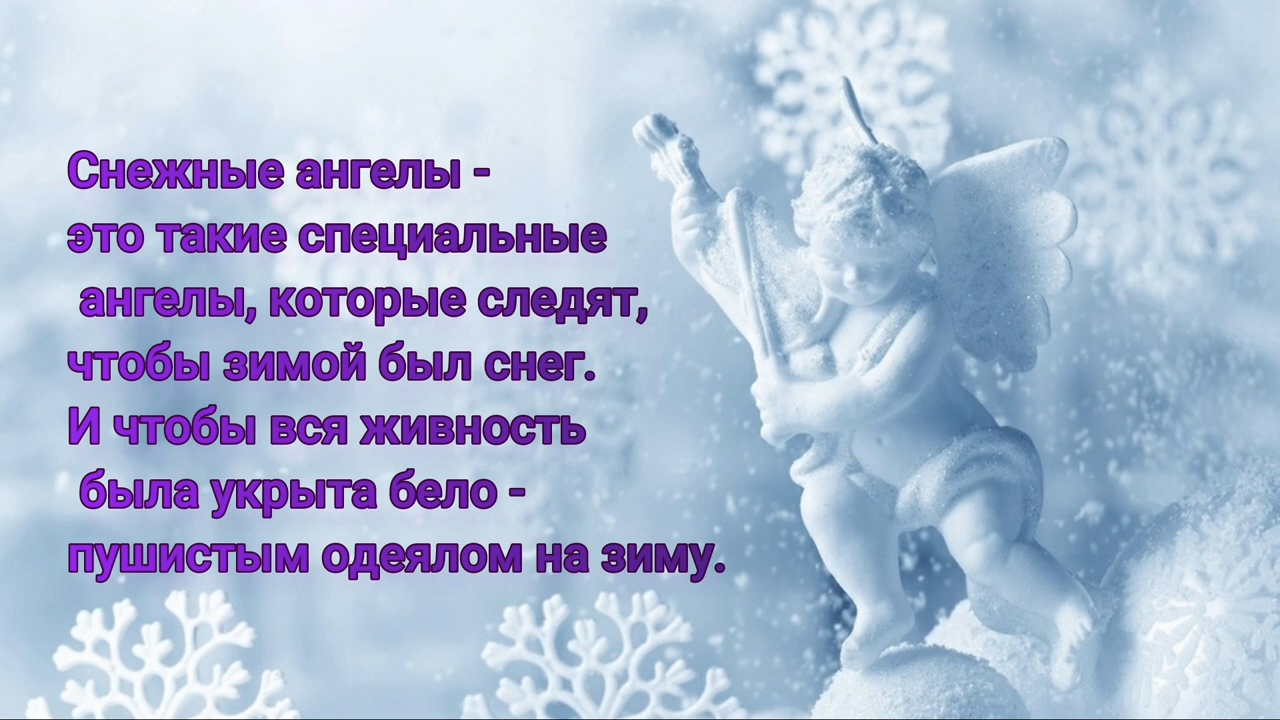 Снежные ангелы -
это такие специальные
ангелы, которые следят,
чтобы зимой был снег.
И чтобы вся живность
была укрыта бело -
пушистым одеялом на зиму.